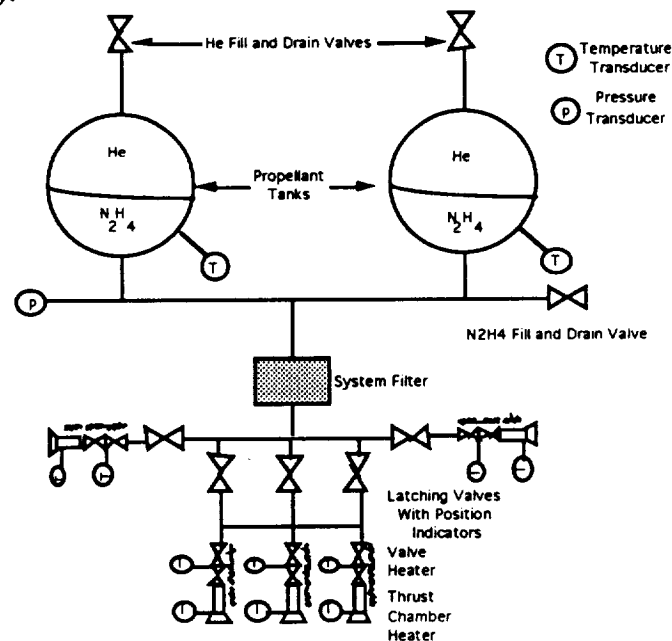 ).
He Fill and Drain Valves
T
Temperature
Transducer
P
Pressure
Transducer
He
He
Propellant
Tanks
N2H4
N2H4
T
T
P
N2H4 Fill and Drain Valve
System Filter
T
T
T
T
Latching Valves
With Position
Indicators
T
T
T
Valve
Heater
T
T
T
Thrust
Chamber
Heater